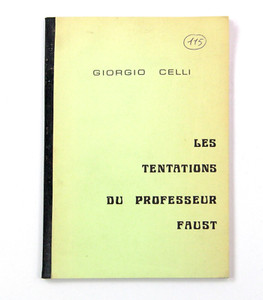 115
GIORGIO CELLI
LES
TENTATIONS
DU PROFESSEUR
FAUST